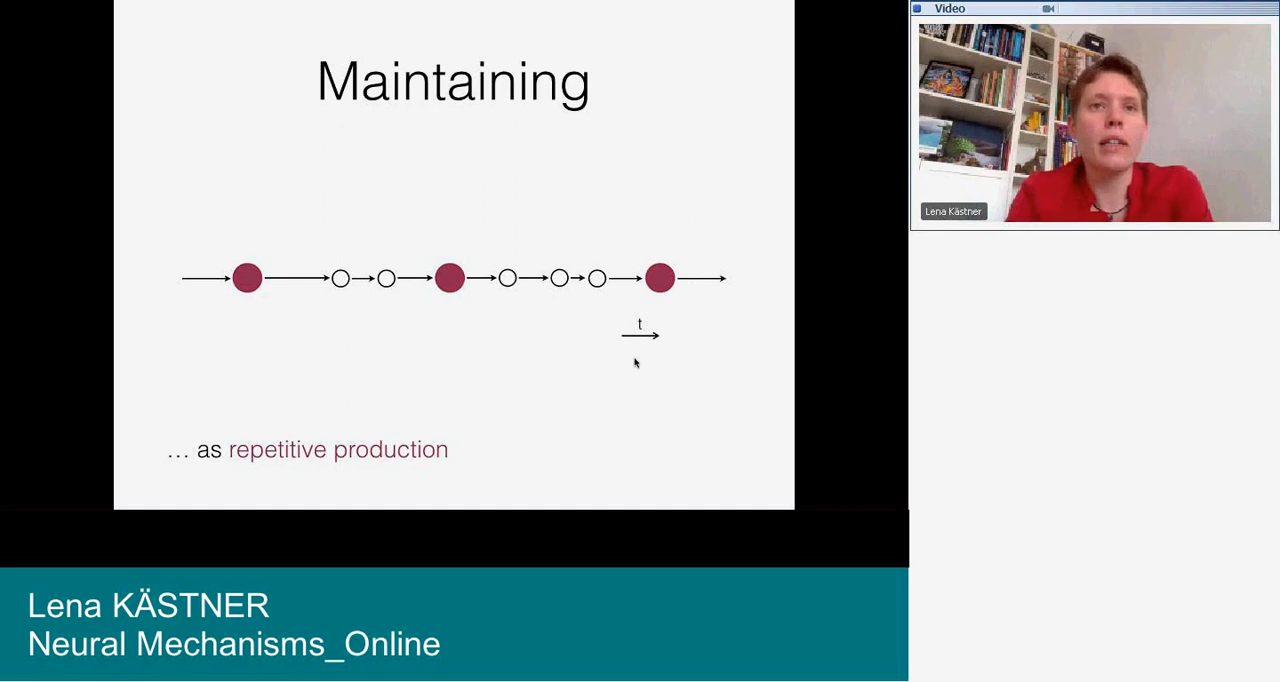 Maintaining
t
… as repetitive production
Video
Lena Kästner
Lena KÄSTNER
Neural Mechanisms_Online